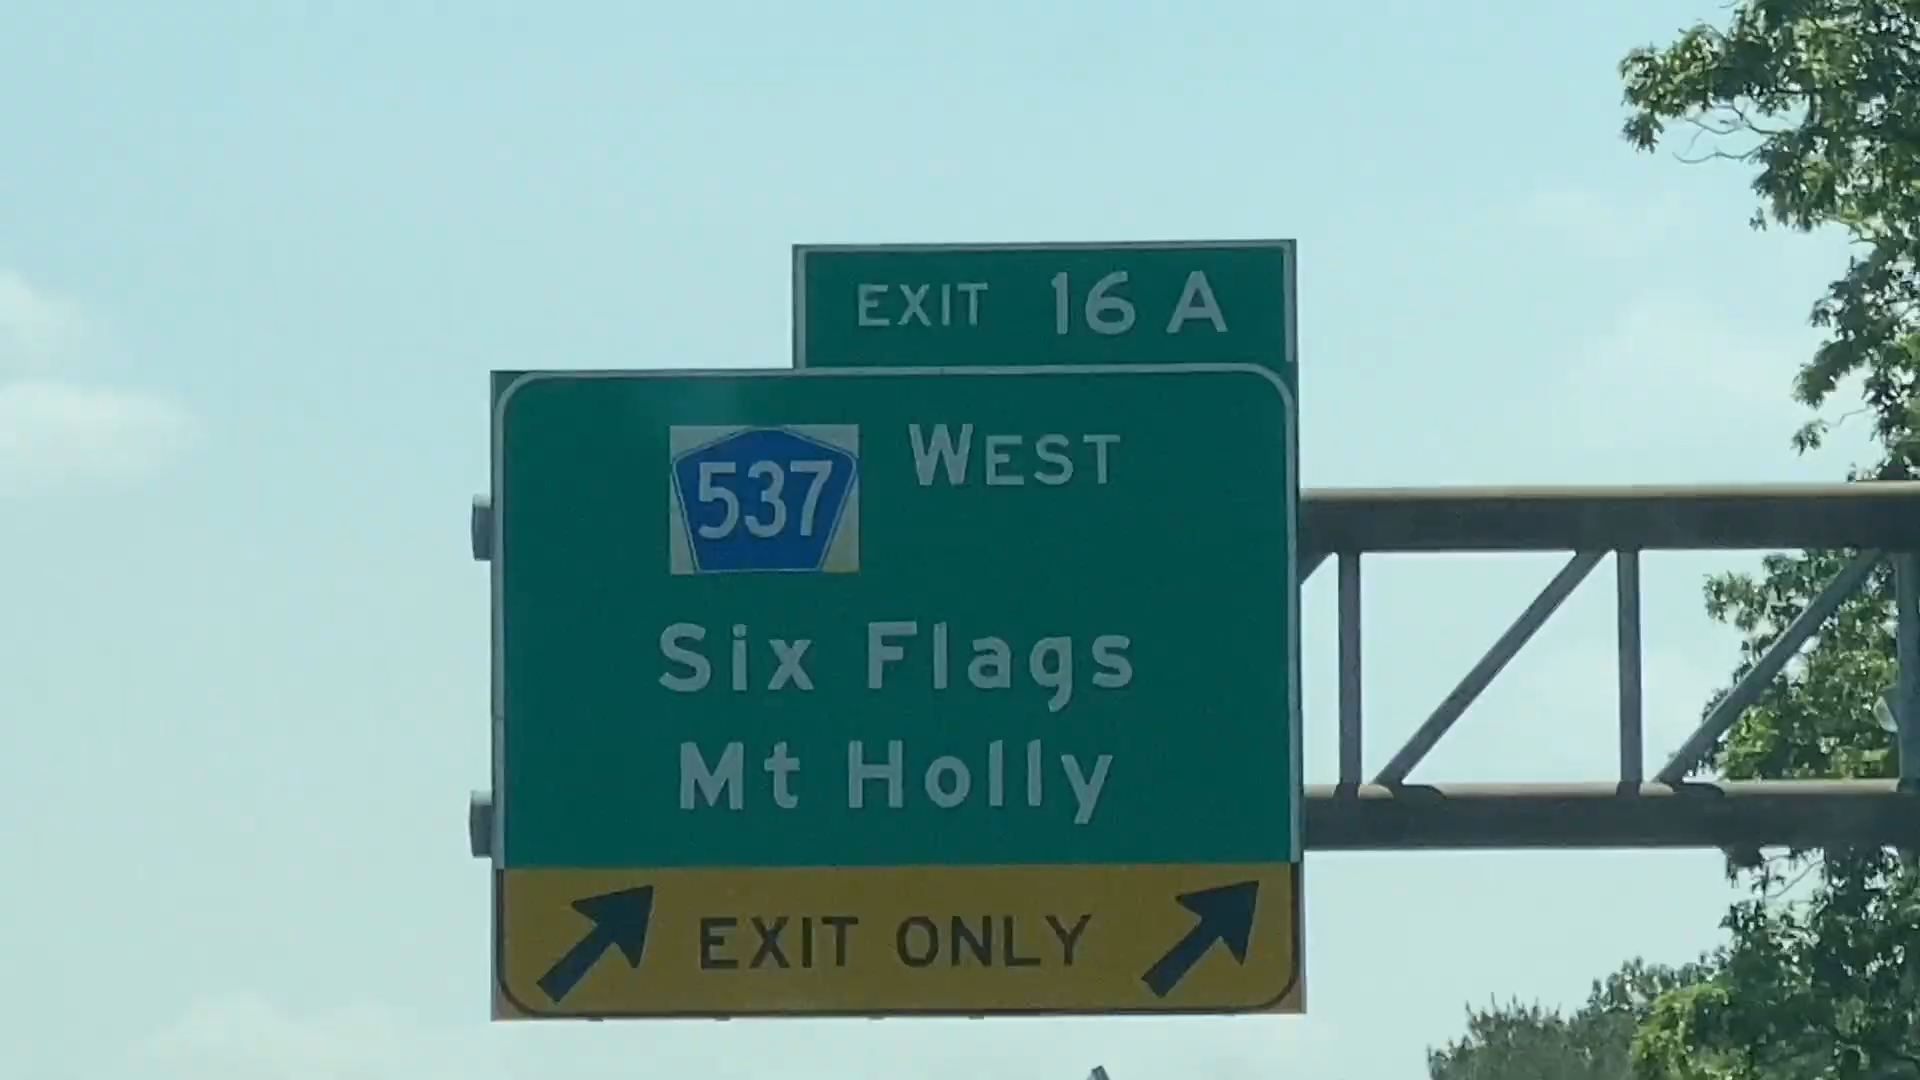 EXIT 16 A
537 WEST
Six Flags
Mt Holly
EXIT ONLY